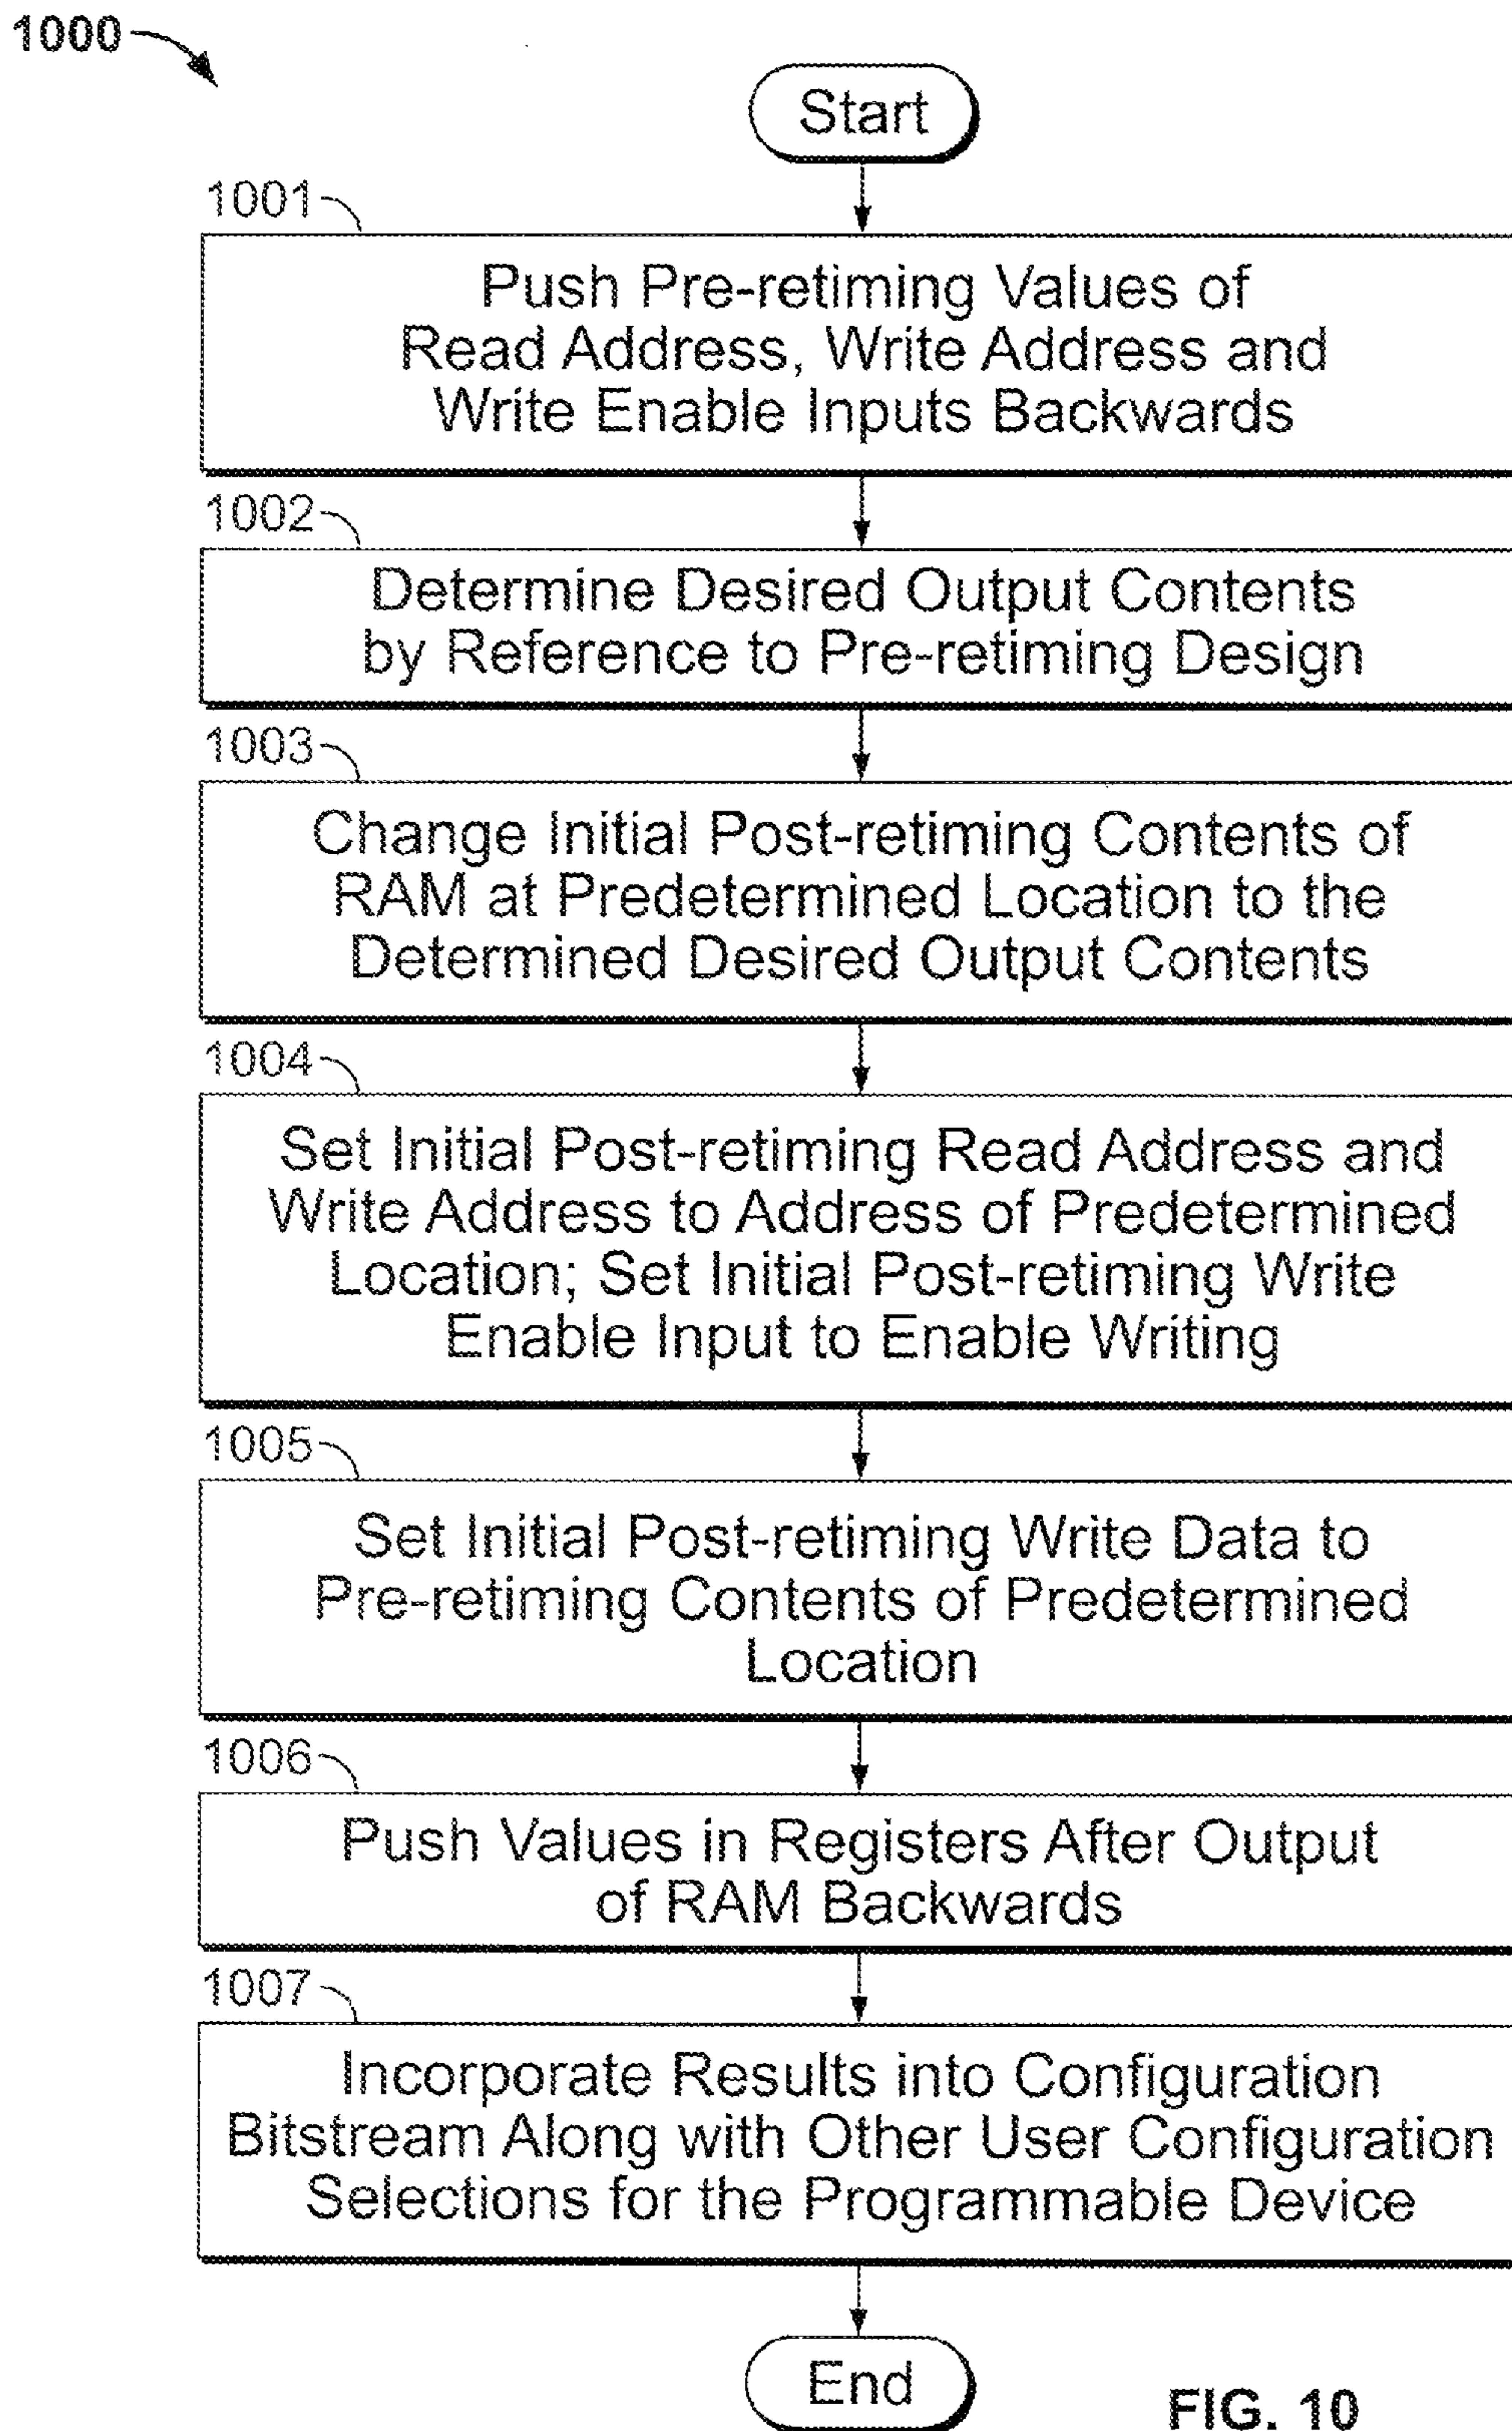 1000
Start
1001
Push Pre-retiming Values of
Read Address, Write Address and
Write Enable Inputs Backwards
1002
Determine Desired Output Contents
by Reference to Pre-retiming Design
1003
Change Initial Post-retiming Contents of
RAM at Predetermined Location to the
Determined Desired Output Contents
1004
Set Initial Post-retiming Read Address and
Write Address to Address of Predetermined
Location; Set Initial Post-retiming Write
Enable Input to Enable Writing
1005
Set Initial Post-retiming Write Data to
Pre-retiming Contents of Predetermined
Location
1006
Push Values in Registers After Output
of RAM Backwards
1007
Incorporate Results into Configuration
Bitstream Along with Other User Configuration
Selections for the Programmable Device
End
FIG. 10